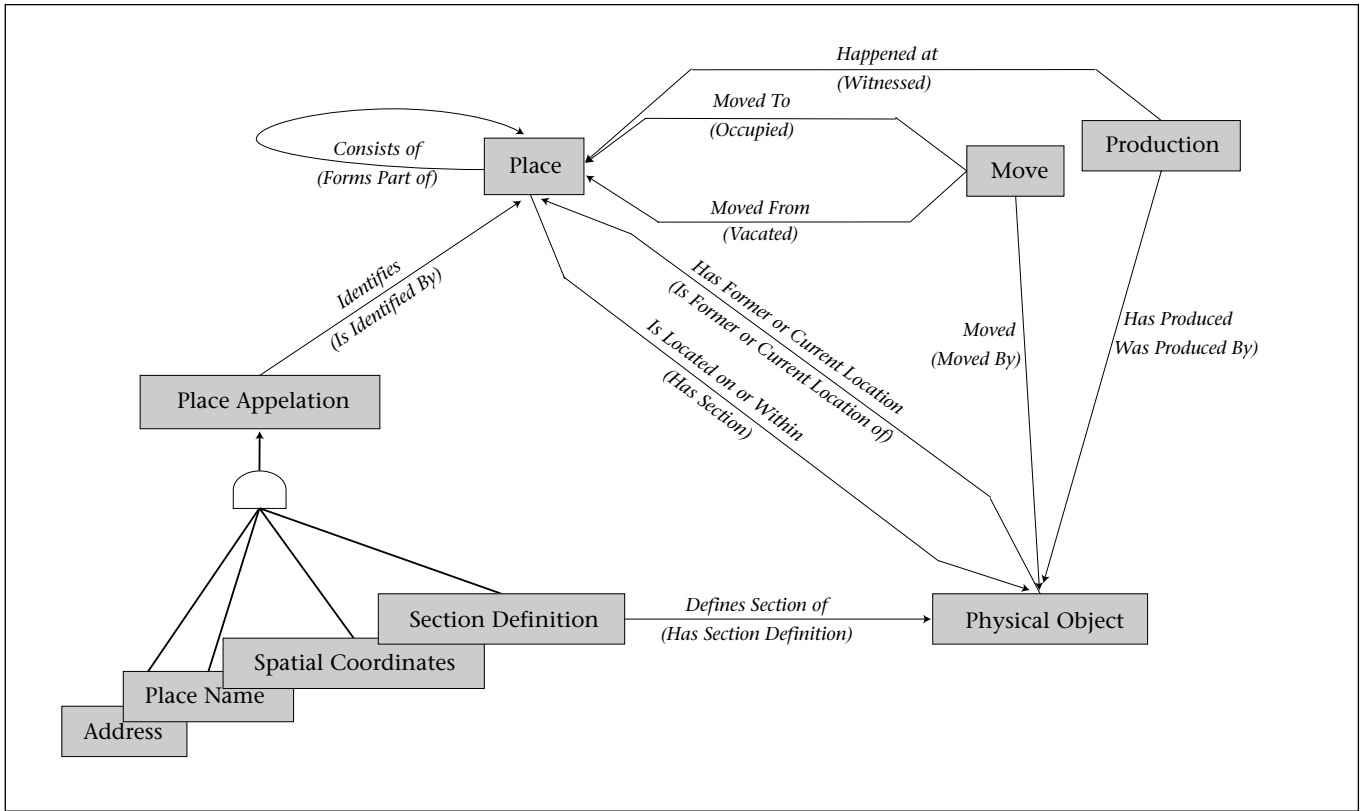 Happened at
(Witnessed)
Moved To
(Occupied)
Production
Consists of
(Forms Part of)
Place
Move
Moved From
(Vacated)
Identifies
(Is Identified By)
Has Former or Current Location
(Is Former or Current Location of)
Is Located on or Within
(Has Section)
Moved
(Moved By)
Has Produced
Was Produced By)
Place Appelation
Section Definition
Defines Section of
(Has Section Definition)
Physical Object
Spatial Coordinates
Place Name
Address